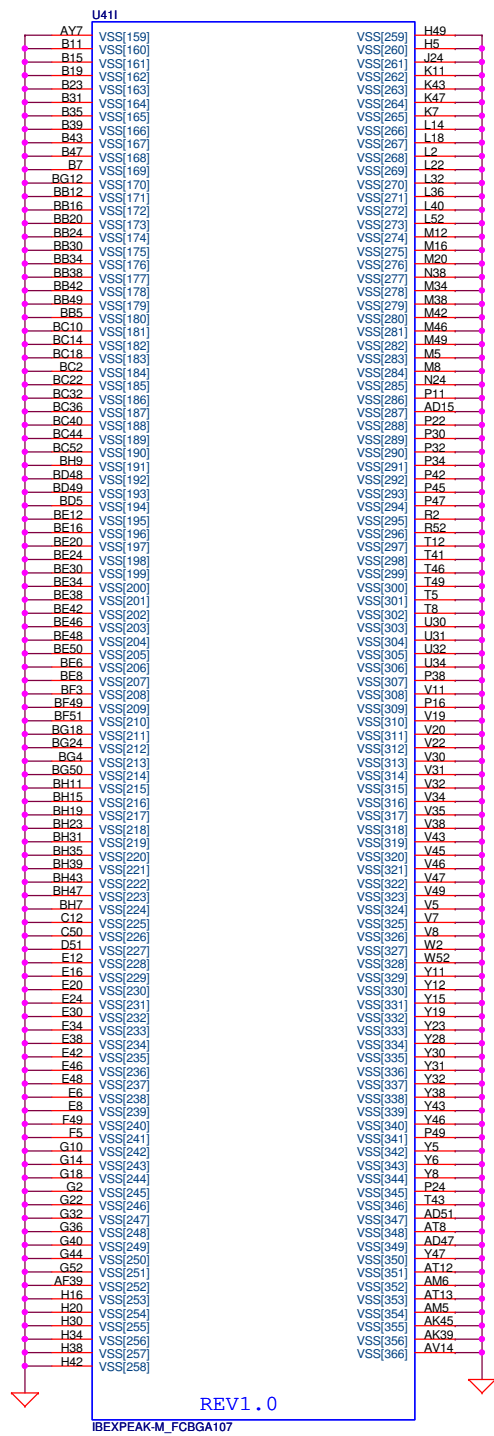 U41I
AY7 VSS[159] VSS[259] H49
B11 VSS[160] VSS[260] H5
B15 VSS[161] VSS[261] J24
B19 VSS[162] VSS[262] K11
B23 VSS[163] VSS[263] K43
B31 VSS[164] VSS[264] K47
B35 VSS[165] VSS[265] K7
B39 VSS[166] VSS[266] L14
B43 VSS[167] VSS[267] L18
B47 VSS[168] VSS[268] L2
B7 VSS[169] VSS[269] L22
BG12 VSS[170] VSS[270] L32
BB12 VSS[171] VSS[271] L36
BB16 VSS[172] VSS[272] L40
BB20 VSS[173] VSS[273] L52
BB24 VSS[174] VSS[274] M12
BB30 VSS[175] VSS[275] M16
BB34 VSS[176] VSS[276] M20
BB38 VSS[177] VSS[277] N38
BB42 VSS[178] VSS[278] M34
BB49 VSS[179] VSS[279] M38
BB5 VSS[180] VSS[280] M42
BC10 VSS[181] VSS[281] M46
BC14 VSS[182] VSS[282] M49
BC18 VSS[183] VSS[283] M5
BC2 VSS[184] VSS[284] M8
BC22 VSS[185] VSS[285] N24
BC32 VSS[186] VSS[286] P11
BC36 VSS[187] VSS[287] AD15
BC40 VSS[188] VSS[288] P22
BC44 VSS[189] VSS[289] P30
BC52 VSS[190] VSS[290] P32
BH9 VSS[191] VSS[291] P34
BD48 VSS[192] VSS[292] P42
BD49 VSS[193] VSS[293] P45
BD5 VSS[194] VSS[294] P47
BE12 VSS[195] VSS[295] R2
BE16 VSS[196] VSS[296] R52
BE20 VSS[197] VSS[297] T12
BE24 VSS[198] VSS[298] T41
BE30 VSS[199] VSS[299] T46
BE34 VSS[200] VSS[300] T49
BE38 VSS[201] VSS[301] T5
BE42 VSS[202] VSS[302] T8
BE46 VSS[203] VSS[303] U30
BE48 VSS[204] VSS[304] U31
BE50 VSS[205] VSS[305] U32
BE6 VSS[206] VSS[306] U34
BE8 VSS[207] VSS[307] P38
BF3 VSS[208] VSS[308] V11
BF49 VSS[209] VSS[309] P16
BF51 VSS[210] VSS[310] V19
BG18 VSS[211] VSS[311] V20
BG24 VSS[212] VSS[312] V22
BG4 VSS[213] VSS[313] V30
BG50 VSS[214] VSS[314] V31
BH11 VSS[215] VSS[315] V32
BH15 VSS[216] VSS[316] V34
BH19 VSS[217] VSS[317] V35
BH23 VSS[218] VSS[318] V38
BH31 VSS[219] VSS[319] V43
BH35 VSS[220] VSS[320] V45
BH39 VSS[221] VSS[321] V46
BH43 VSS[222] VSS[322] V47
BH47 VSS[223] VSS[323] V49
BH7 VSS[224] VSS[324] V5
C12 VSS[225] VSS[325] V7
C50 VSS[226] VSS[326] V8
D51 VSS[227] VSS[327] W2
E12 VSS[228] VSS[328] W52
E16 VSS[229] VSS[329] Y11
E20 VSS[230] VSS[330] Y12
E24 VSS[231] VSS[331] Y15
E30 VSS[232] VSS[332] Y19
E34 VSS[233] VSS[333] Y23
E38 VSS[234] VSS[334] Y28
E42 VSS[235] VSS[335] Y30
E46 VSS[236] VSS[336] Y31
E48 VSS[237] VSS[337] Y32
E6 VSS[238] VSS[338] Y38
E8 VSS[239] VSS[339] Y43
F49 VSS[240] VSS[340] Y46
F5 VSS[241] VSS[341] P49
G10 VSS[242] VSS[342] Y5
G14 VSS[243] VSS[343] Y6
G18 VSS[244] VSS[344] Y8
G2 VSS[245] VSS[345] P24
G22 VSS[246] VSS[346] T43
G32 VSS[247] VSS[347] AD51
G36 VSS[248] VSS[348] AT8
G40 VSS[249] VSS[349] AD47
G44 VSS[250] VSS[350] Y47
G52 VSS[251] VSS[351] AT12
AF39 VSS[252] VSS[352] AM6
H16 VSS[253] VSS[353] AT13
H20 VSS[254] VSS[354] AM5
H30 VSS[255] VSS[355] AK45
H34 VSS[256] VSS[356] AK39
H38 VSS[257] VSS[366] AV14
H42 VSS[258]
REV1.0
IBEXPEAK-M_FCBGA107